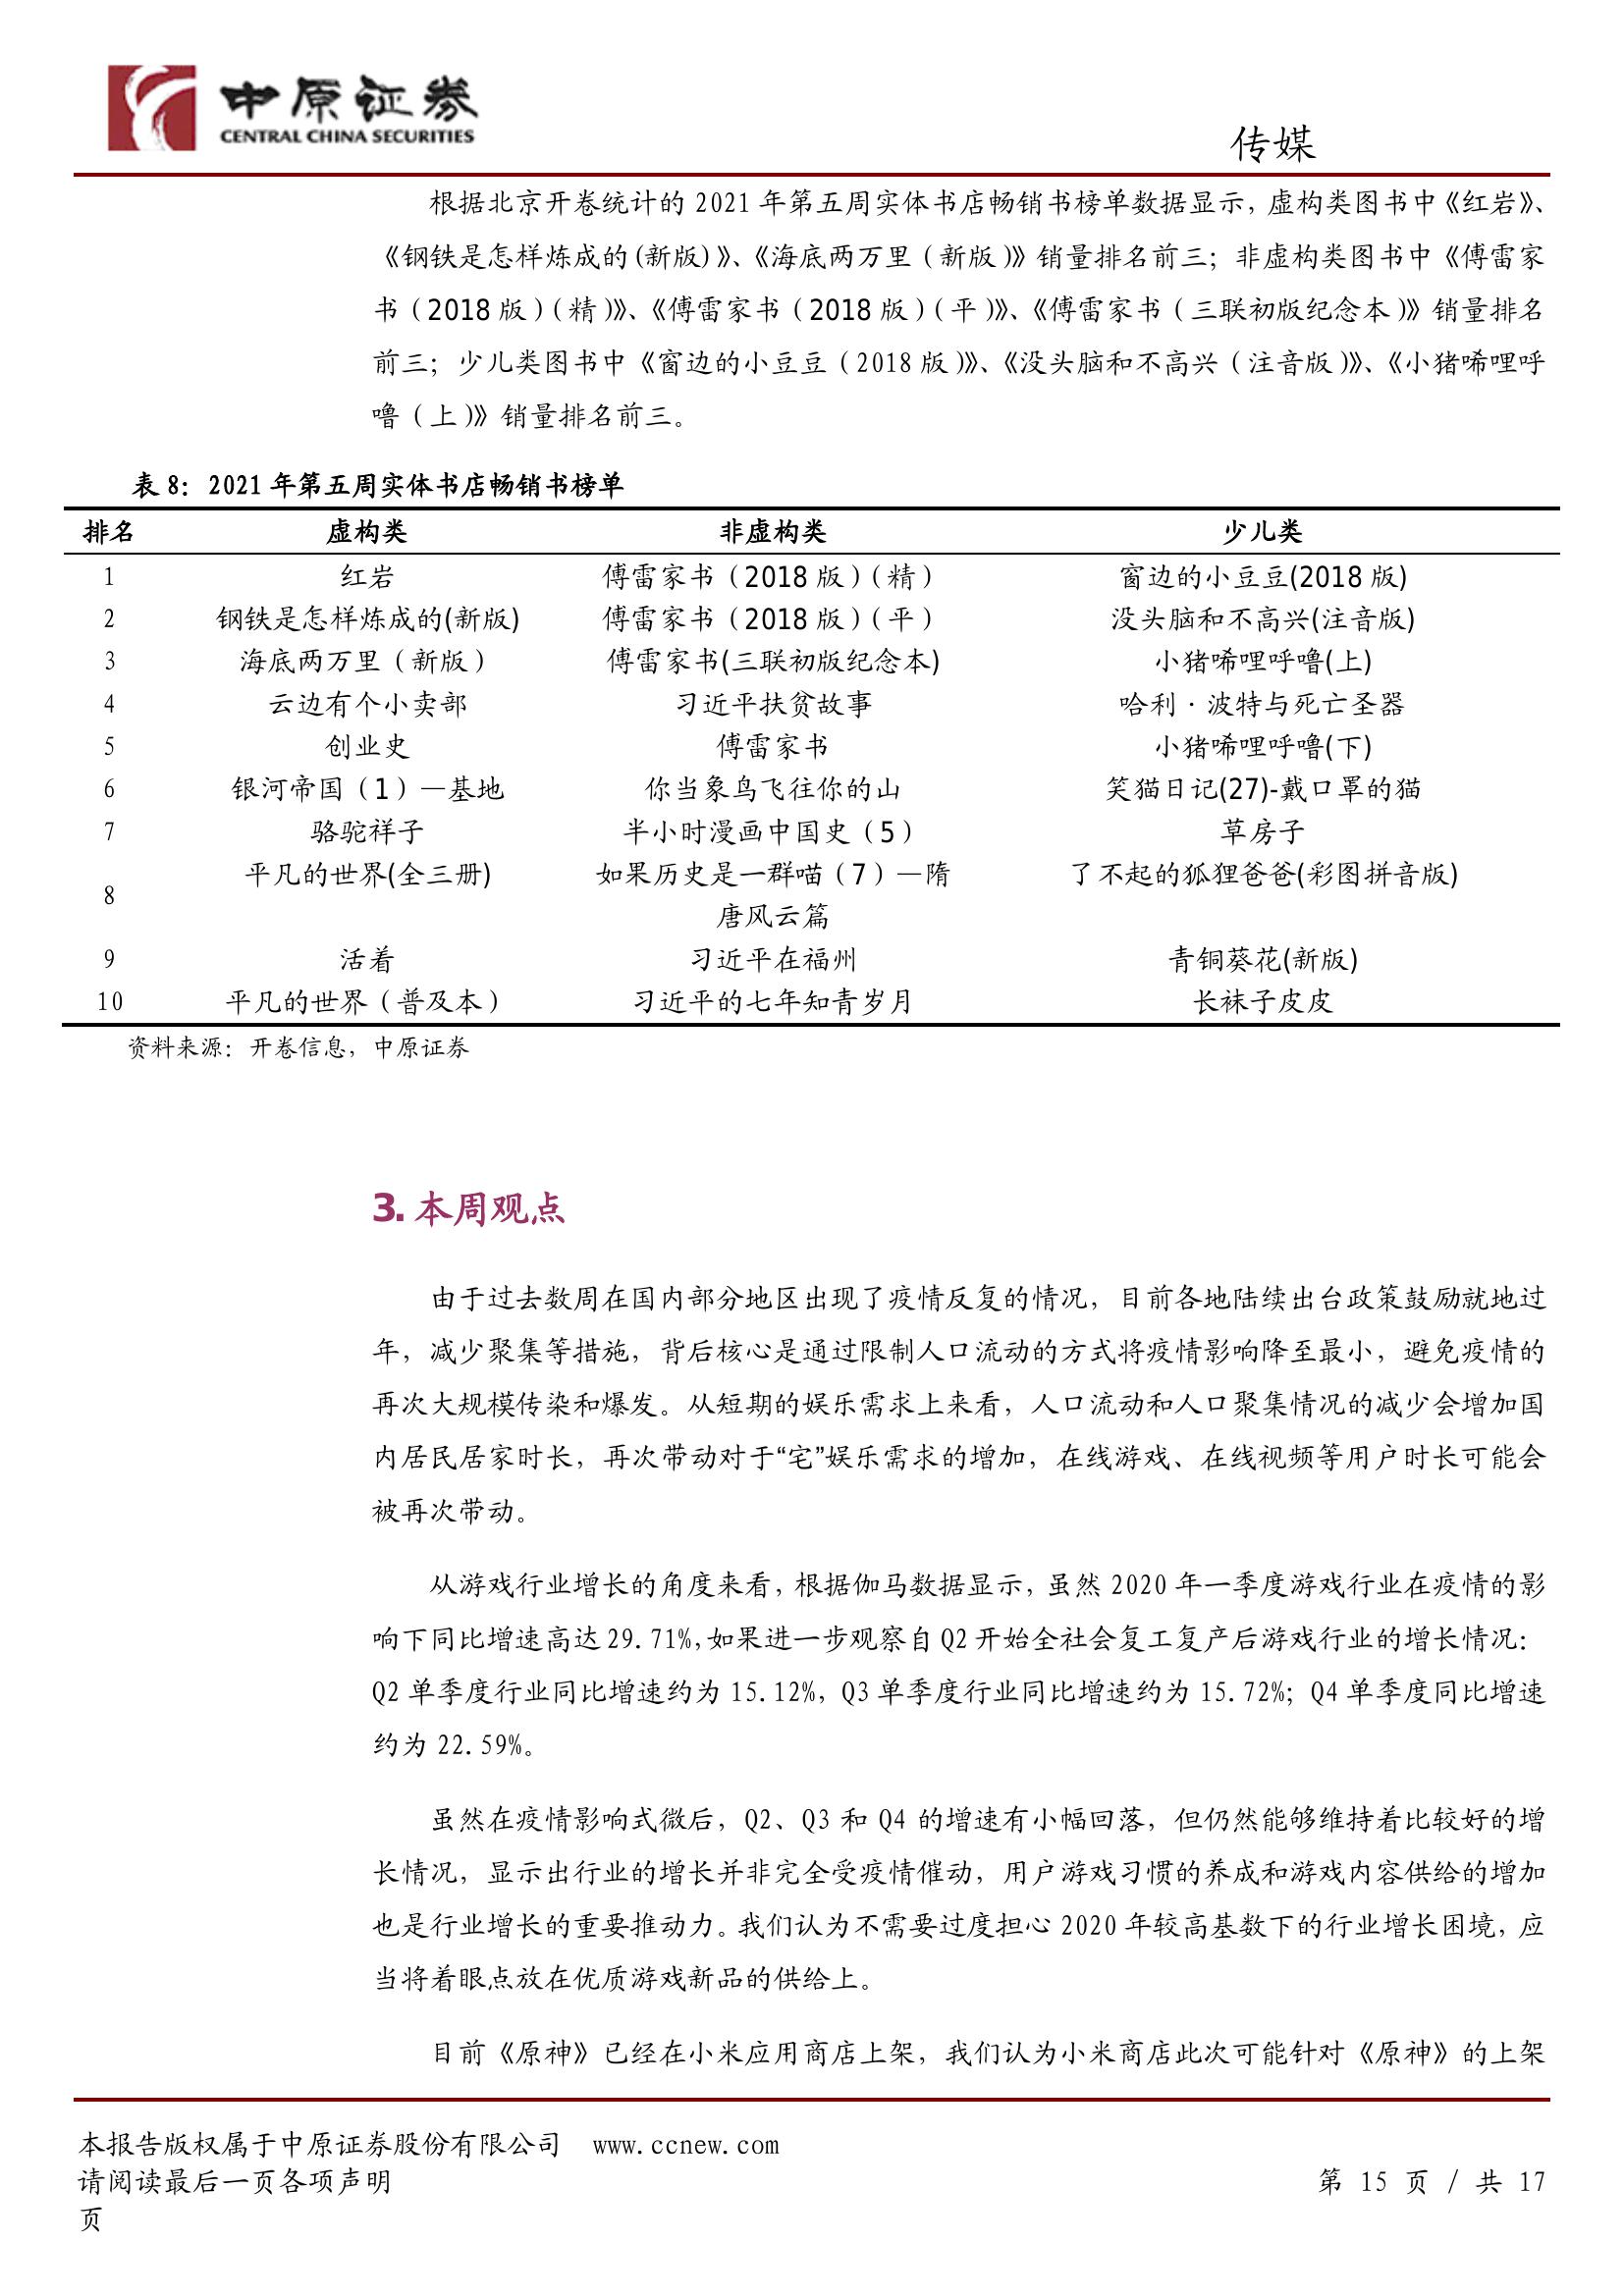 中原证券
CENTRAL CHINA SECURITIES
传媒
根据北京开卷统计的 2021 年第五周实体书店畅销书榜单数据显示，虚构类图书中《红岩》、
《钢铁是怎样炼成的(新版)》、《海底两万里（新版）》销量排名前三；非虚构类图书中《傅雷家
书（2018 版）（精）》、《傅雷家书（2018 版）（平）》、《傅雷家书（三联初版纪念本）》销量排名
前三；少儿类图书中《窗边的小豆豆（2018 版）》、《没头脑和不高兴（注音版）》、《小猪唏哩呼
噜（上）》销量排名前三。
表 8：2021 年第五周实体书店畅销书榜单
排名 虚构类 非虚构类 少儿类
1 红岩 傅雷家书（2018 版）（精） 窗边的小豆豆(2018 版)
2 钢铁是怎样炼成的(新版) 傅雷家书（2018 版）（平） 没头脑和不高兴(注音版)
3 海底两万里（新版） 傅雷家书(三联初版纪念本) 小猪唏哩呼噜(上)
4 云边有个小卖部 习近平扶贫故事 哈利·波特与死亡圣器
5 创业史 傅雷家书 小猪唏哩呼噜(下)
6 银河帝国（1）—基地 你当象鸟飞往你的山 笑猫日记(27)-戴口罩的猫
7 骆驼祥子 半小时漫画中国史（5） 草房子
8 平凡的世界(全三册) 如果历史是一群喵（7）—隋 了不起的狐狸爸爸(彩图拼音版)
唐风云篇
9 活着 习近平在福州 青铜葵花(新版)
10 平凡的世界（普及本） 习近平的七年知青岁月 长袜子皮皮
资料来源：开卷信息，中原证券
3. 本周观点
由于过去数周在国内部分地区出现了疫情反复的情况，目前各地陆续出台政策鼓励就地过
年，减少聚集等措施，背后核心是通过限制人口流动的方式将疫情影响降至最小，避免疫情的
再次大规模传染和爆发。从短期的娱乐需求上来看，人口流动和人口聚集情况的减少会增加国
内居民居家时长，再次带动对于“宅”娱乐需求的增加，在线游戏、在线视频等用户时长可能会
被再次带动。
从游戏行业增长的角度来看，根据伽马数据显示，虽然 2020 年一季度游戏行业在疫情的影
响下同比增速高达 29.71%，如果进一步观察自 Q2 开始全社会复工复产后游戏行业的增长情况：
Q2 单季度行业同比增速约为 15.12%，Q3 单季度行业同比增速约为 15.72%；Q4 单季度同比增速
约为 22.59%。
虽然在疫情影响式微后，Q2、Q3 和 Q4 的增速有小幅回落，但仍然能够维持着比较好的增
长情况，显示出行业的增长并非完全受疫情催动，用户游戏习惯的养成和游戏内容供给的增加
也是行业增长的重要推动力。我们认为不需要过度担心 2020 年较高基数下的行业增长困境，应
当将着眼点放在优质游戏新品的供给上。
目前《原神》已经在小米应用商店上架，我们认为小米商店此次可能针对《原神》的上架
本报告版权属于中原证券股份有限公司 www.ccnew.com
请阅读最后一页各项声明 第 15 页 / 共 17
页